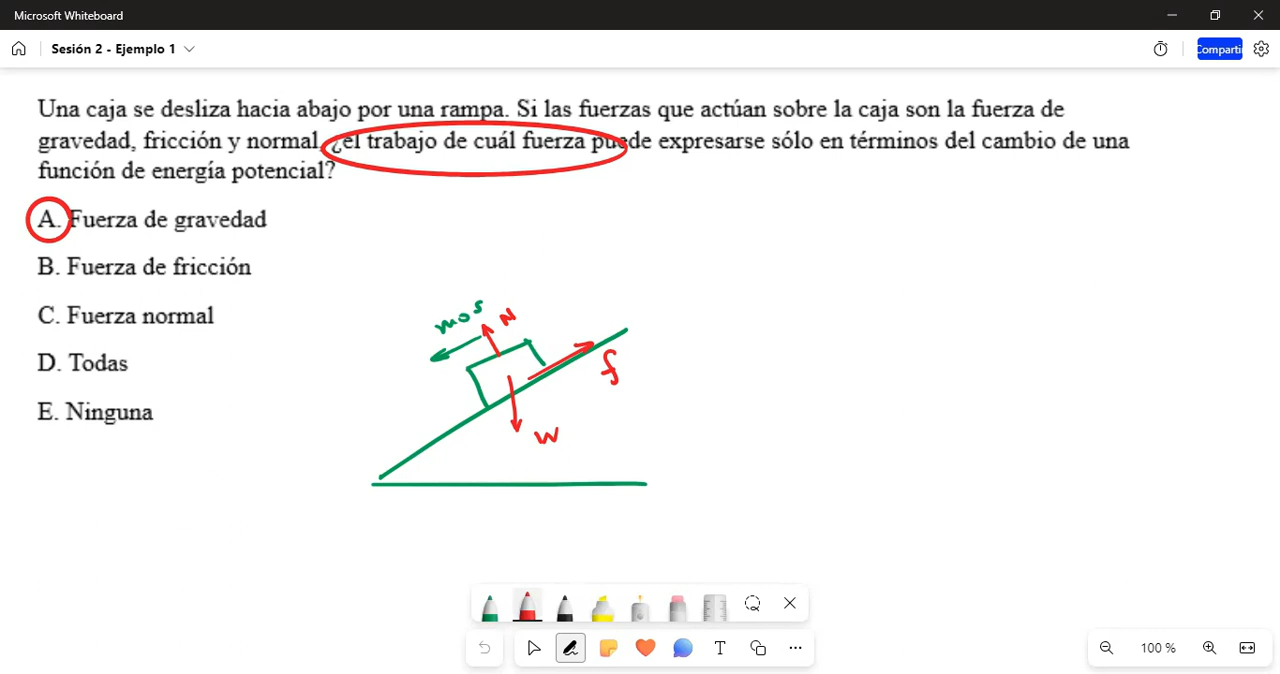 Microsoft Whiteboard
Sesión 2 - Ejemplo 1
Compartir
Una caja se desliza hacia abajo por una rampa. Si las fuerzas que actúan sobre la caja son la fuerza de
gravedad, fricción y normal, ¿el trabajo de cuál fuerza puede expresarse sólo en términos del cambio de una
función de energía potencial?
A. Fuerza de gravedad
B. Fuerza de fricción
C. Fuerza normal
D. Todas
E. Ninguna
mos
N
f
W
T
100 %